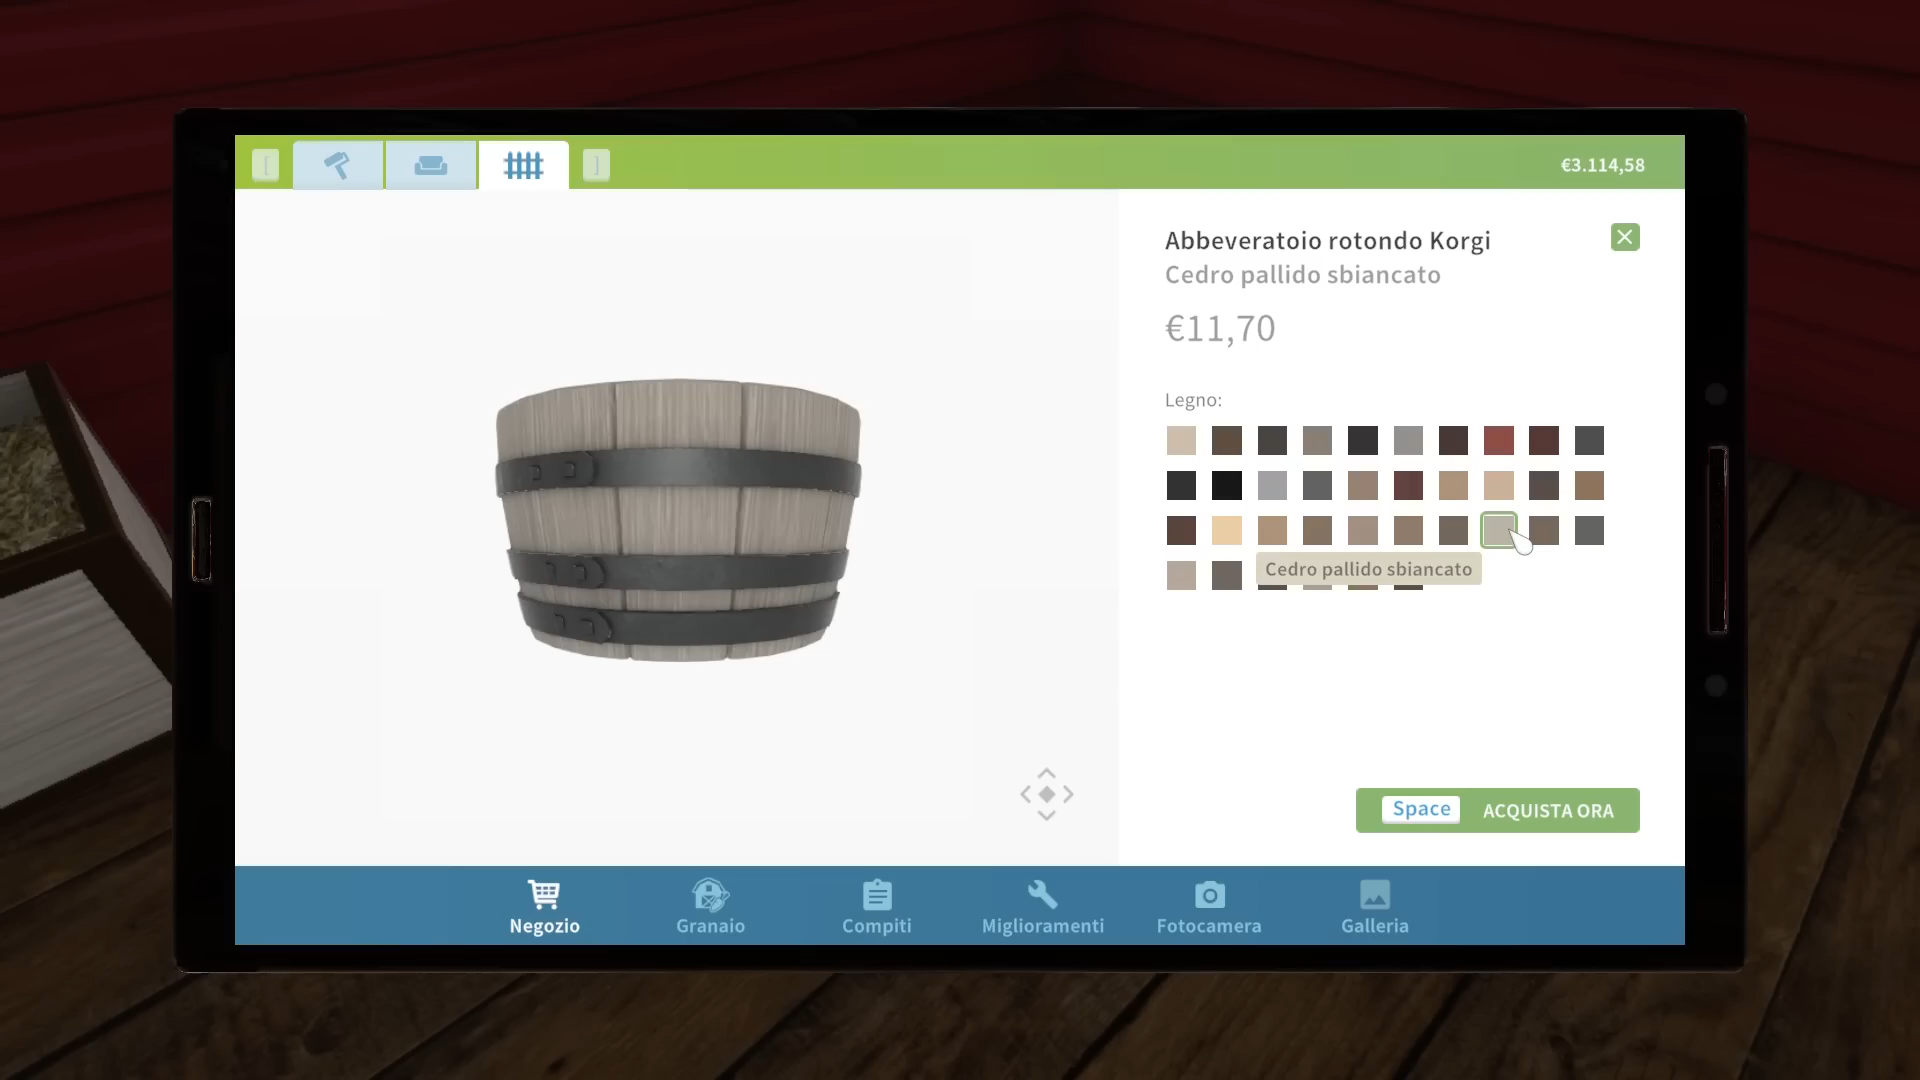 [
]
€3.114,58
Abbeveratoio rotondo Korgi
Cedro pallido sbiancato
€11,70
Legno:
Cedro pallido sbiancato
Space ACQUISTA ORA
Negozio
Granaio
Compiti
Miglioramenti
Fotocamera
Galleria